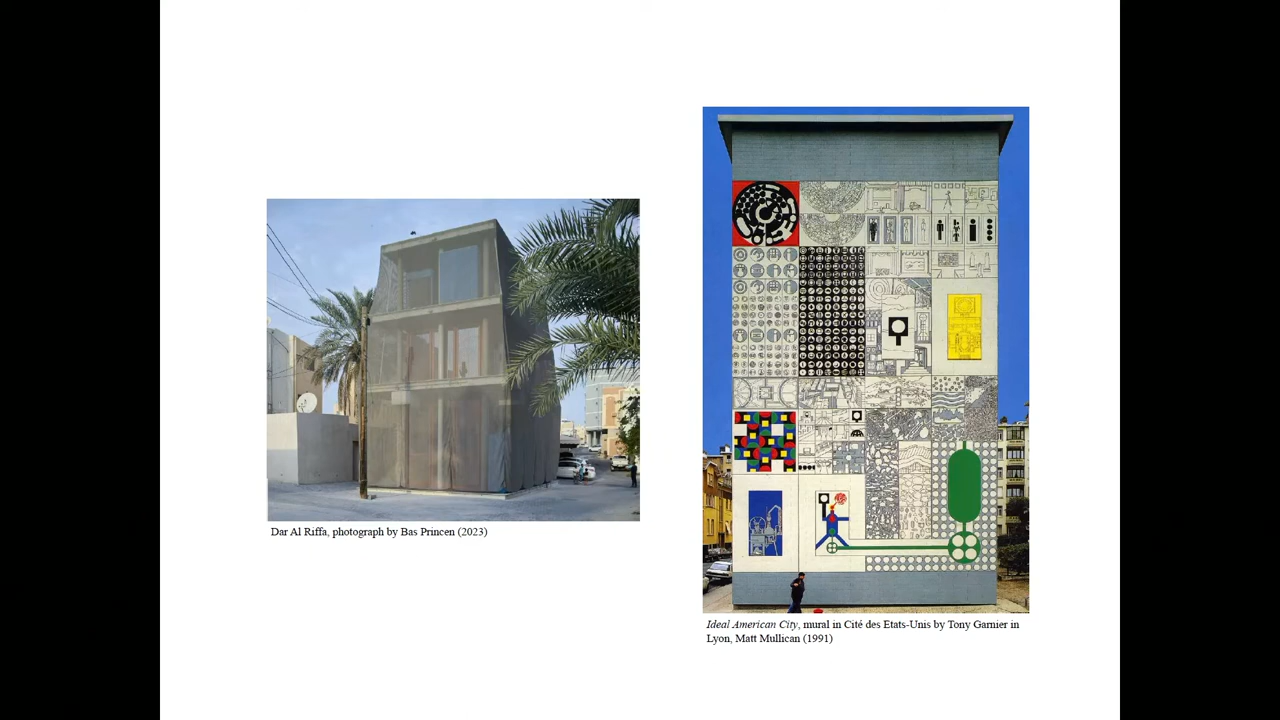 Dar Al Riffa, photograph by Bas Princen (2023)
Ideal American City, mural in Cité des Etats-Unis by Tony Garnier in
Lyon, Matt Mullican (1991)